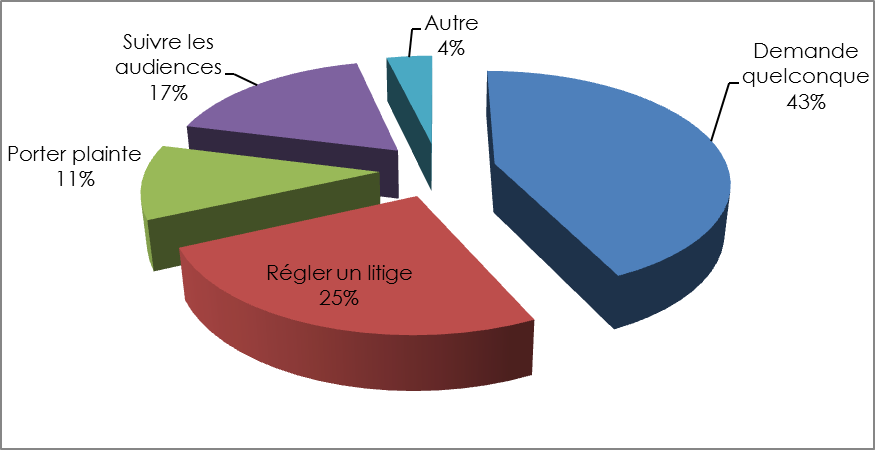 Autre
4%
Demande
quelconque
43%
Suivre les
audiences
17%
Porter plainte
11%
Régler un litige
25%